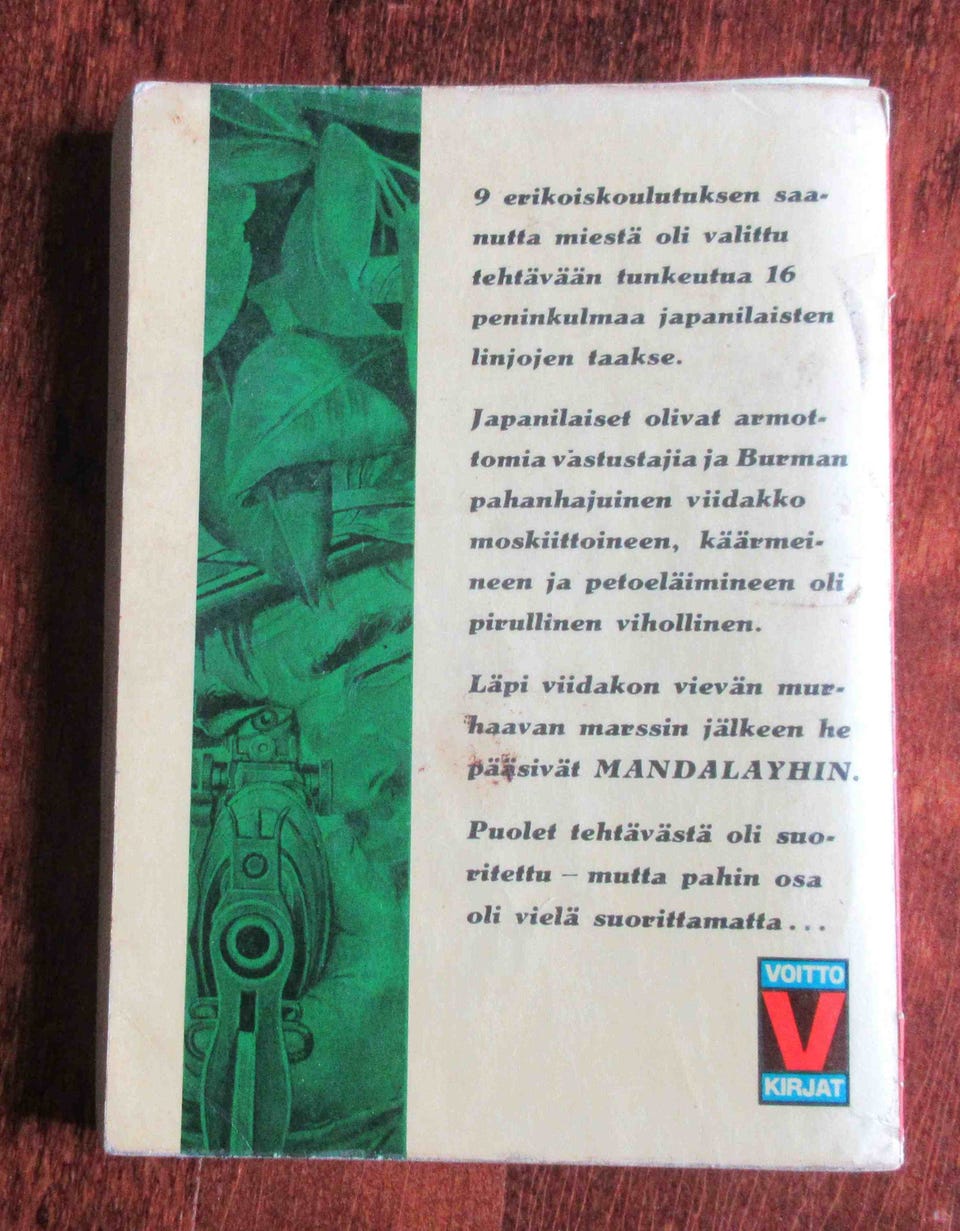 9 erikoiskoulutuksen saa-
nutta miestä oli valittu
tehtävään tunkeutua 16
peninkulmaa japanilaisten
linjojen taakse.
Japanilaiset olivat armot-
tomia vastustajia ja Burman
pahanhajuinen viidakko
moskiittoineen, käärmei-
neen ja petoeläimineen oli
pirullinen vihollinen.
Läpi viidakon vievän mur-
haavan marssin jälkeen he
pääsivät MANDALAYHIN.
Puolet tehtävästä oli suo-
ritettu – mutta pahin osa
oli vielä suorittamatta...
VOITTO
V
KIRJAT